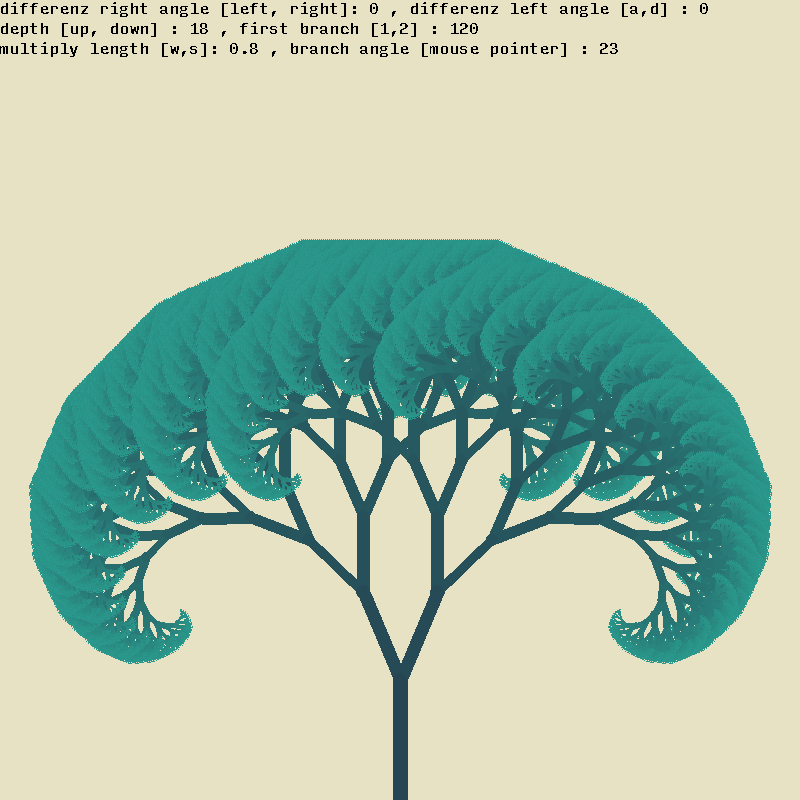 differenz right angle [left, right]: 0 , differenz left angle [a,d] : 0
depth [up, down] : 18 , first branch [1,2] : 120
multiply length [w,s]: 0.8 , branch angle [mouse pointer] : 23